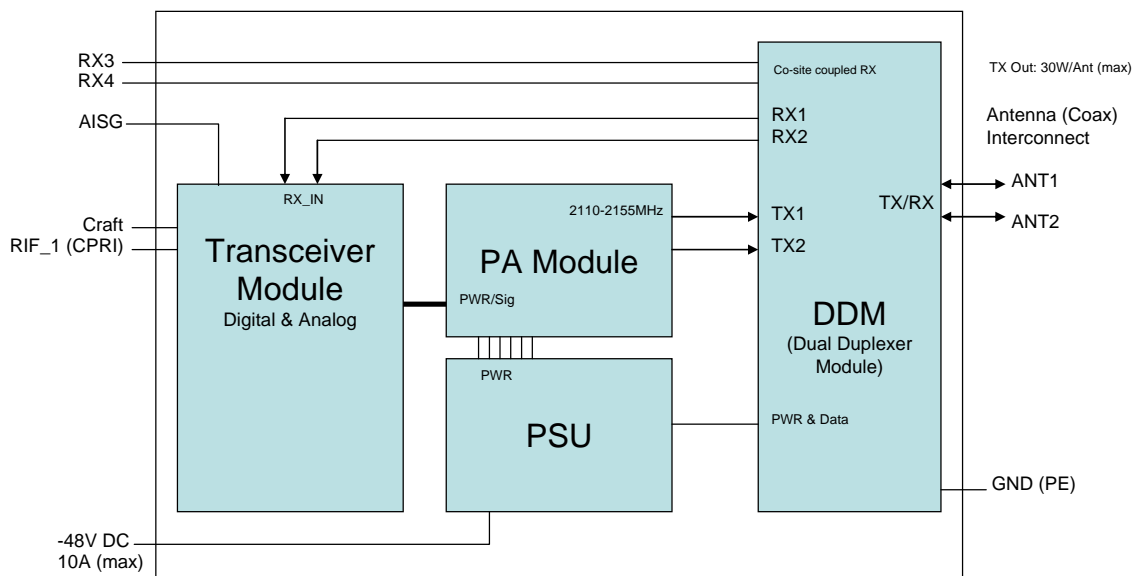 RX3
RX4
AISG
Craft
RIF_1 (CPRI)
-48V DC
10A (max)
RX_IN
Transceiver
Module
Digital & Analog
2110-2155MHz
PA Module
PWR/Sig
PWR
PSU
Co-site coupled RX
RX1
RX2
TX/RX
TX1
TX2
DDM
(Dual Duplexer
Module)
PWR & Data
TX Out: 30W/Ant (max)
Antenna (Coax)
Interconnect
ANT1
ANT2
GND (PE)